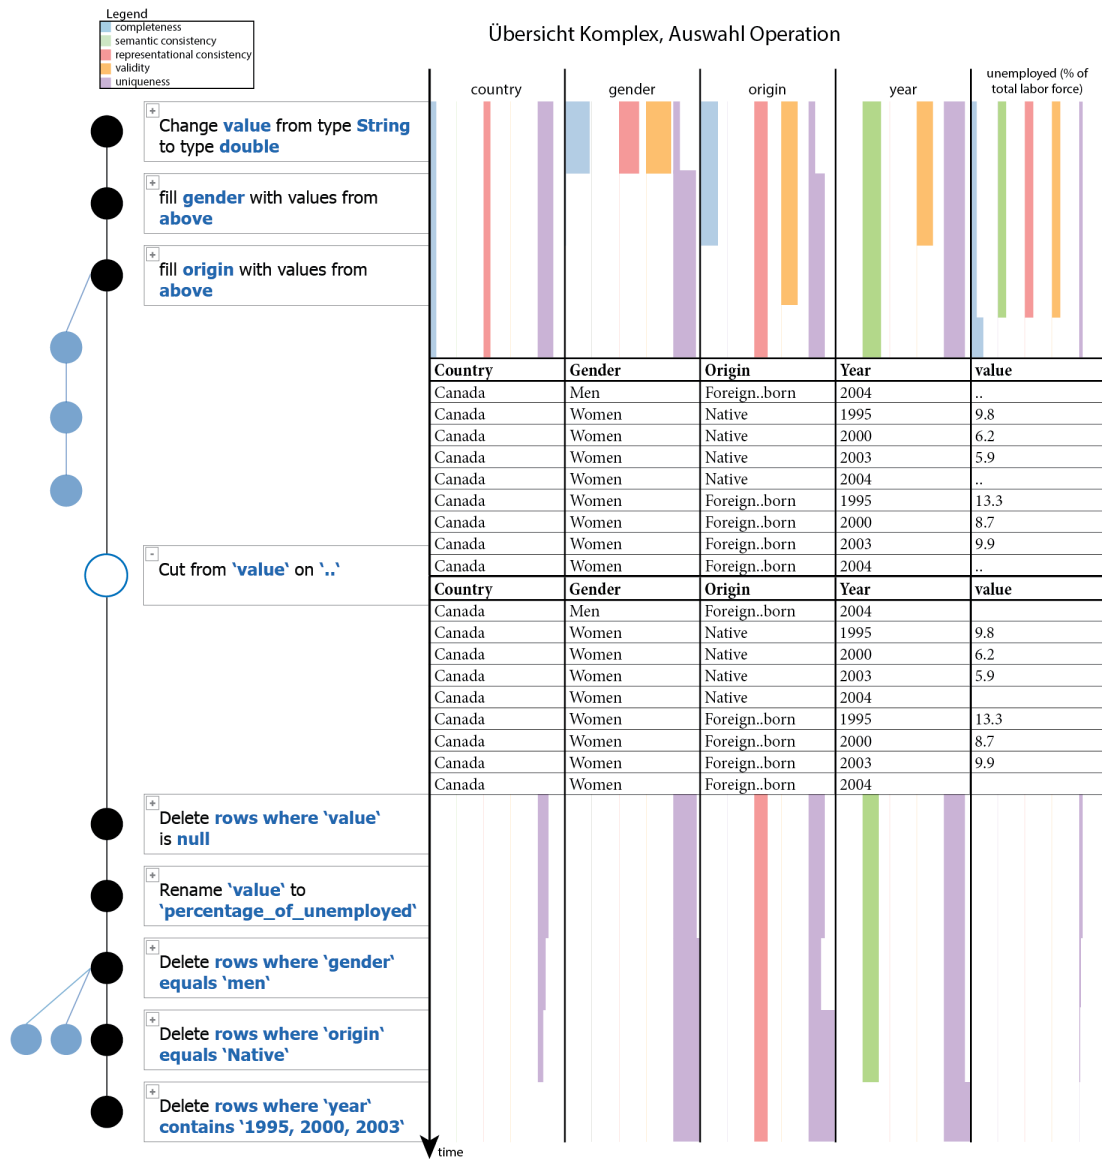 Legend
completeness
semantic consistency
representational consistency
validity
uniqueness
Übersicht Komplex, Auswahl Operation
country gender origin year unemployed (% of
total labor force)
+
Change value from type String
to type double
+
fill gender with values from
above
+
fill origin with values from
above
Country Gender Origin Year value
Canada Men Foreign..born 2004 ..
Canada Women Native 1995 9.8
Canada Women Native 2000 6.2
Canada Women Native 2003 5.9
Canada Women Native 2004 ..
Canada Women Foreign..born 1995 13.3
Canada Women Foreign..born 2000 8.7
Canada Women Foreign..born 2003 9.9
Canada Women Foreign..born 2004 ..
-
Cut from ‘value‘ on ‘..‘
Country Gender Origin Year value
Canada Men Foreign..born 2004
Canada Women Native 1995 9.8
Canada Women Native 2000 6.2
Canada Women Native 2003 5.9
Canada Women Native 2004
Canada Women Foreign..born 1995 13.3
Canada Women Foreign..born 2000 8.7
Canada Women Foreign..born 2003 9.9
Canada Women Foreign..born 2004
+
Delete rows where ‘value‘
is null
+
Rename ‘value‘ to
‘percentage_of_unemployed‘
+
Delete rows where ‘gender‘
equals ‘men‘
+
Delete rows where ‘origin‘
equals ‘Native‘
+
Delete rows where ‘year‘
contains ‘1995, 2000, 2003‘
time